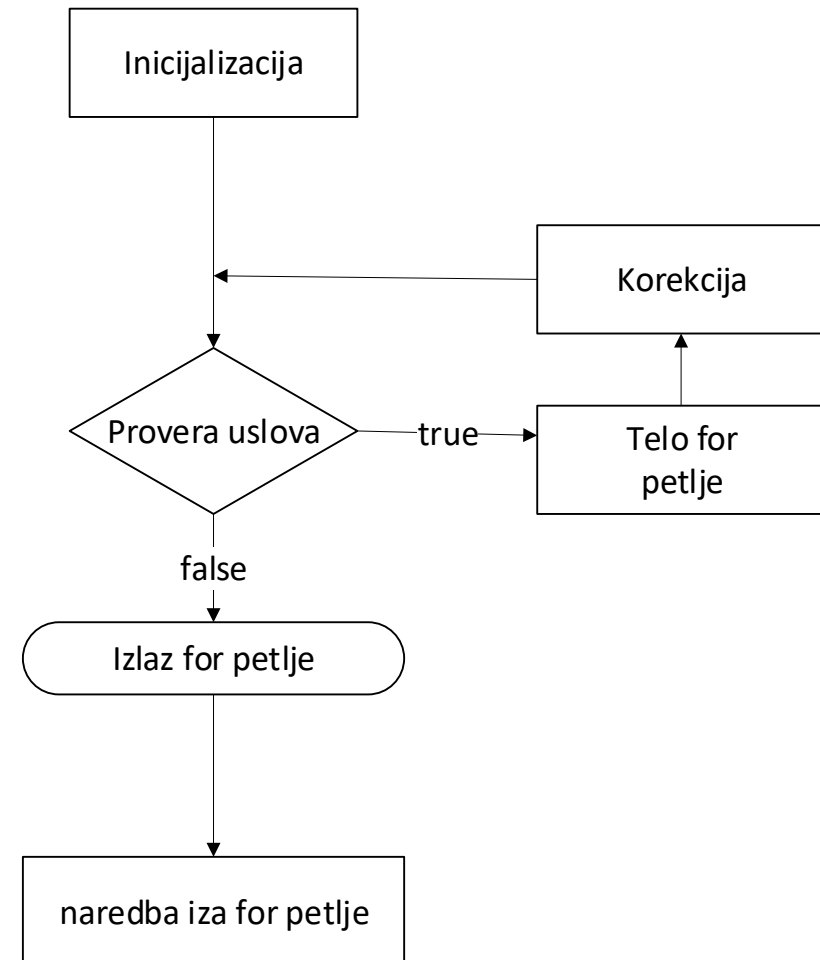 Inicijalizacija
Korekcija
Provera uslova
true
Telo for
petlje
false
Izlaz for petlje
naredba iza for petlje